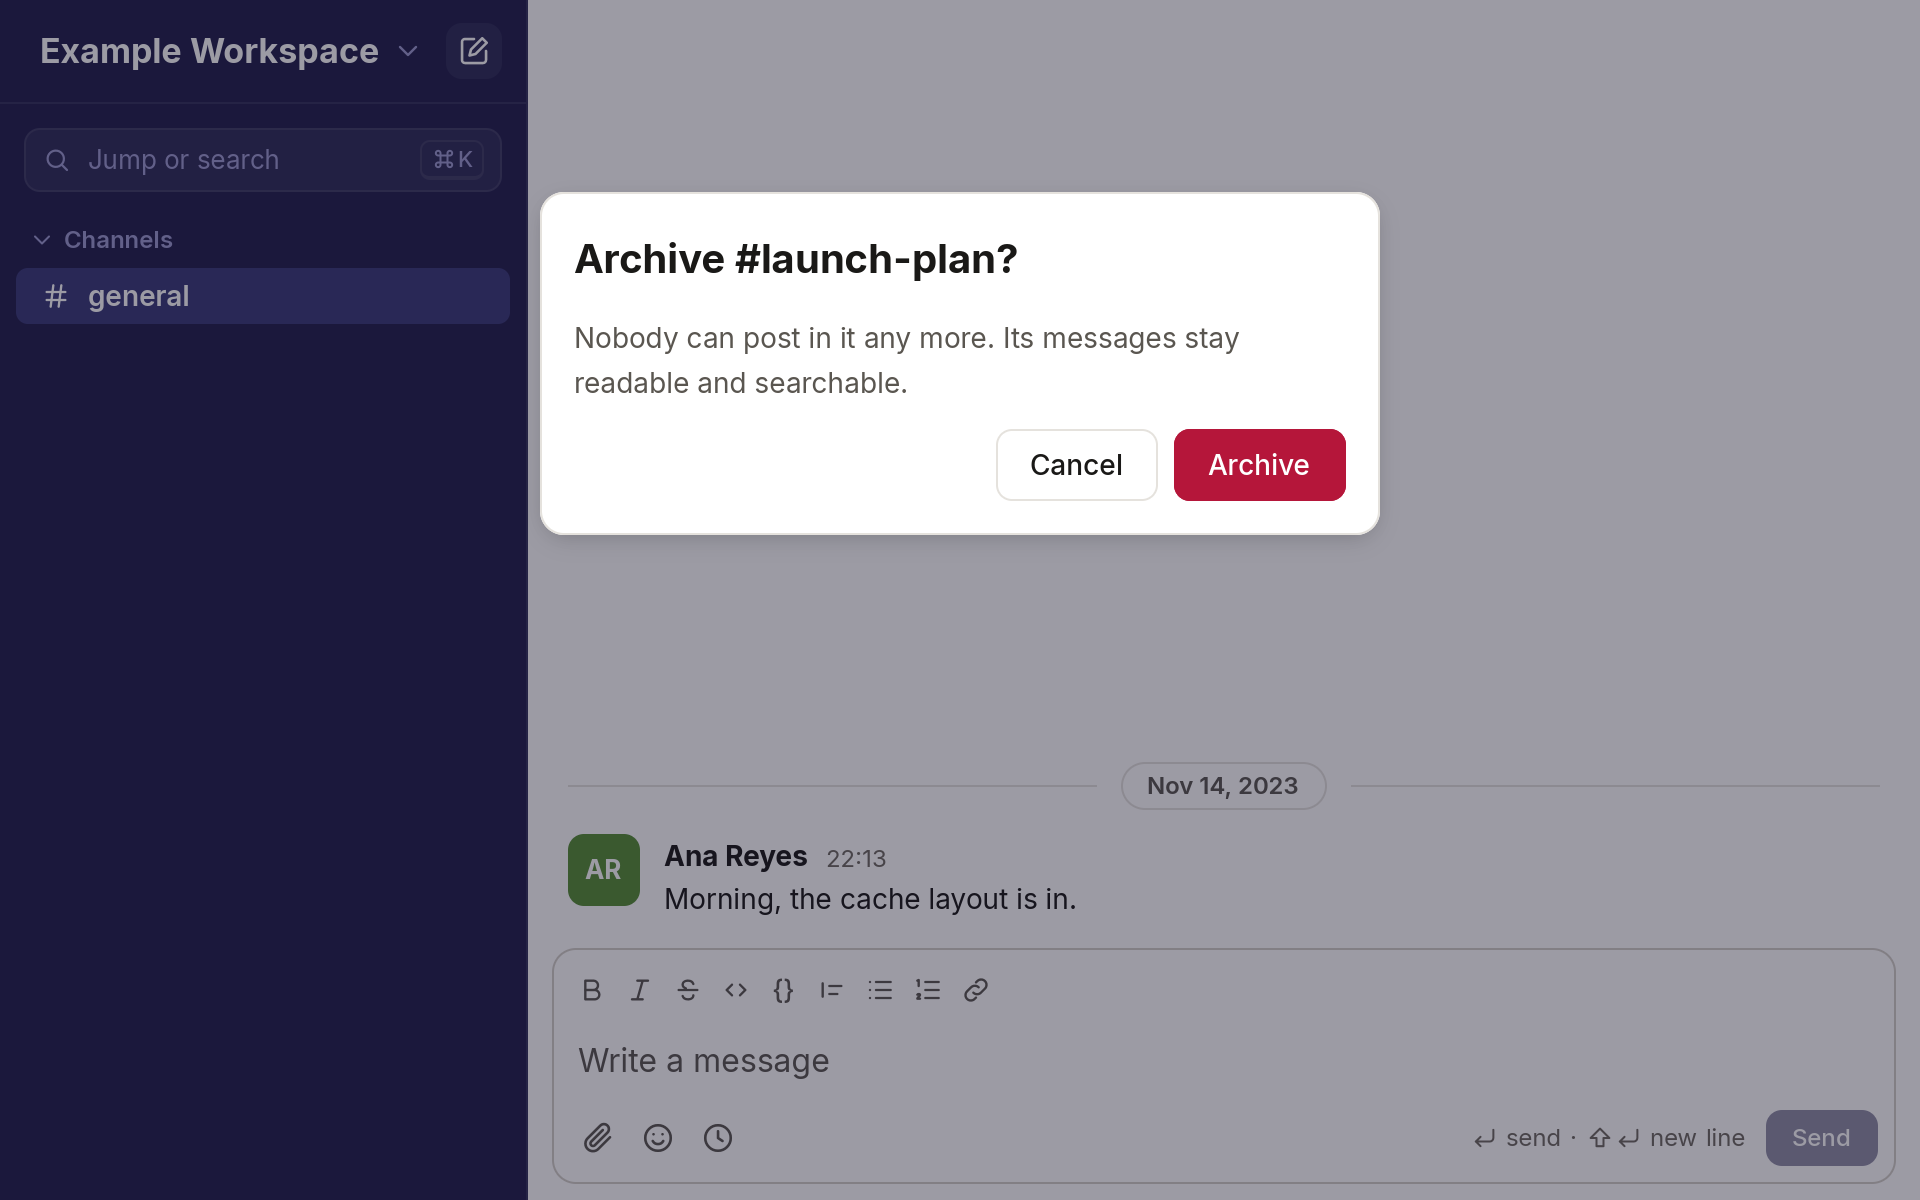 Example Workspace
Jump or search ⌘K
Channels
# general
Archive #launch-plan?
Nobody can post in it any more. Its messages stay
readable and searchable.
Cancel Archive
Nov 14, 2023
AR
Ana Reyes 22:13
Morning, the cache layout is in.
Write a message
send · new line Send